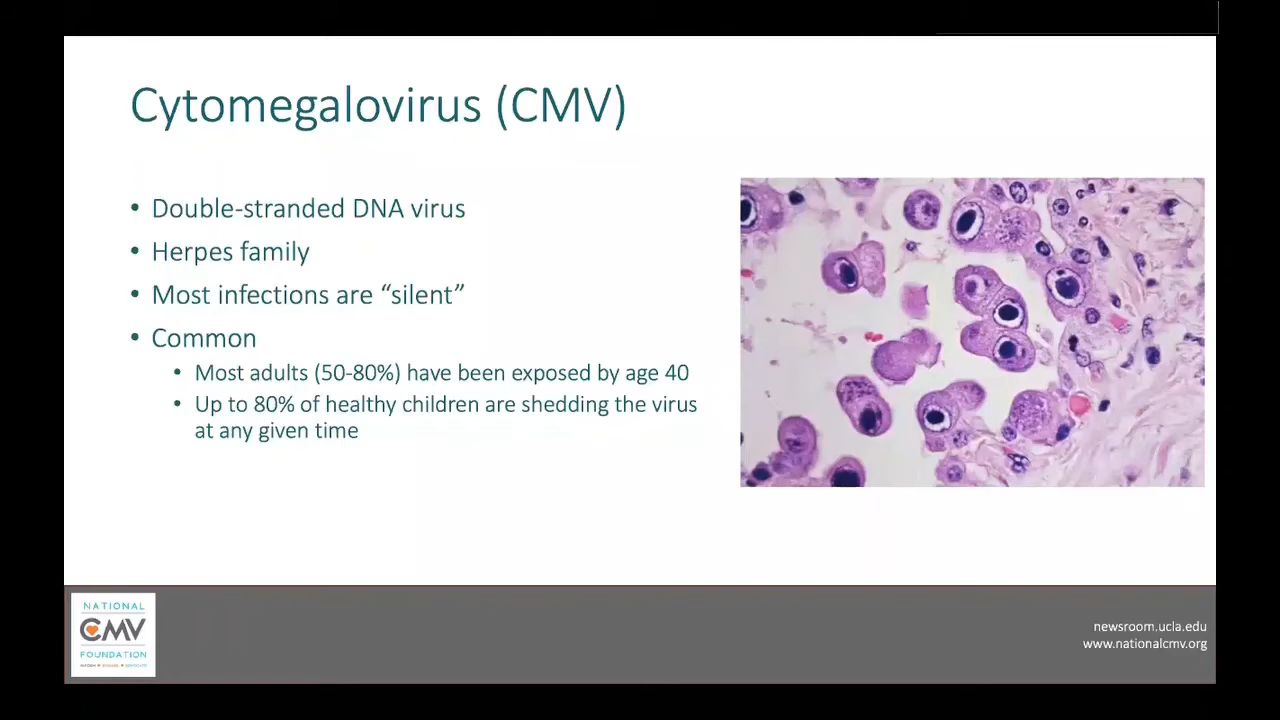 Cytomegalovirus (CMV)
• Double-stranded DNA virus
• Herpes family
• Most infections are “silent”
• Common
• Most adults (50-80%) have been exposed by age 40
• Up to 80% of healthy children are shedding the virus
at any given time
NATIONAL
CMV
FOUNDATION
newsroom.ucla.edu
www.nationalcmv.org